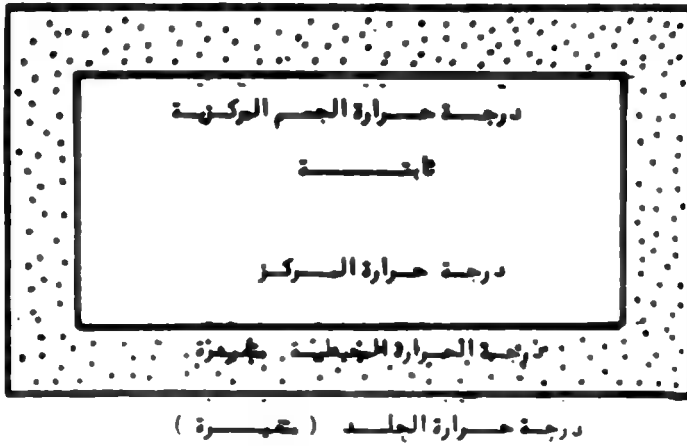 درجة حرارة الجسم المركزية
ثابتة
درجة حرارة المركز
درجة الحرارة المحيطية متغيرة
درجة حرارة الجلد ( متغيرة )